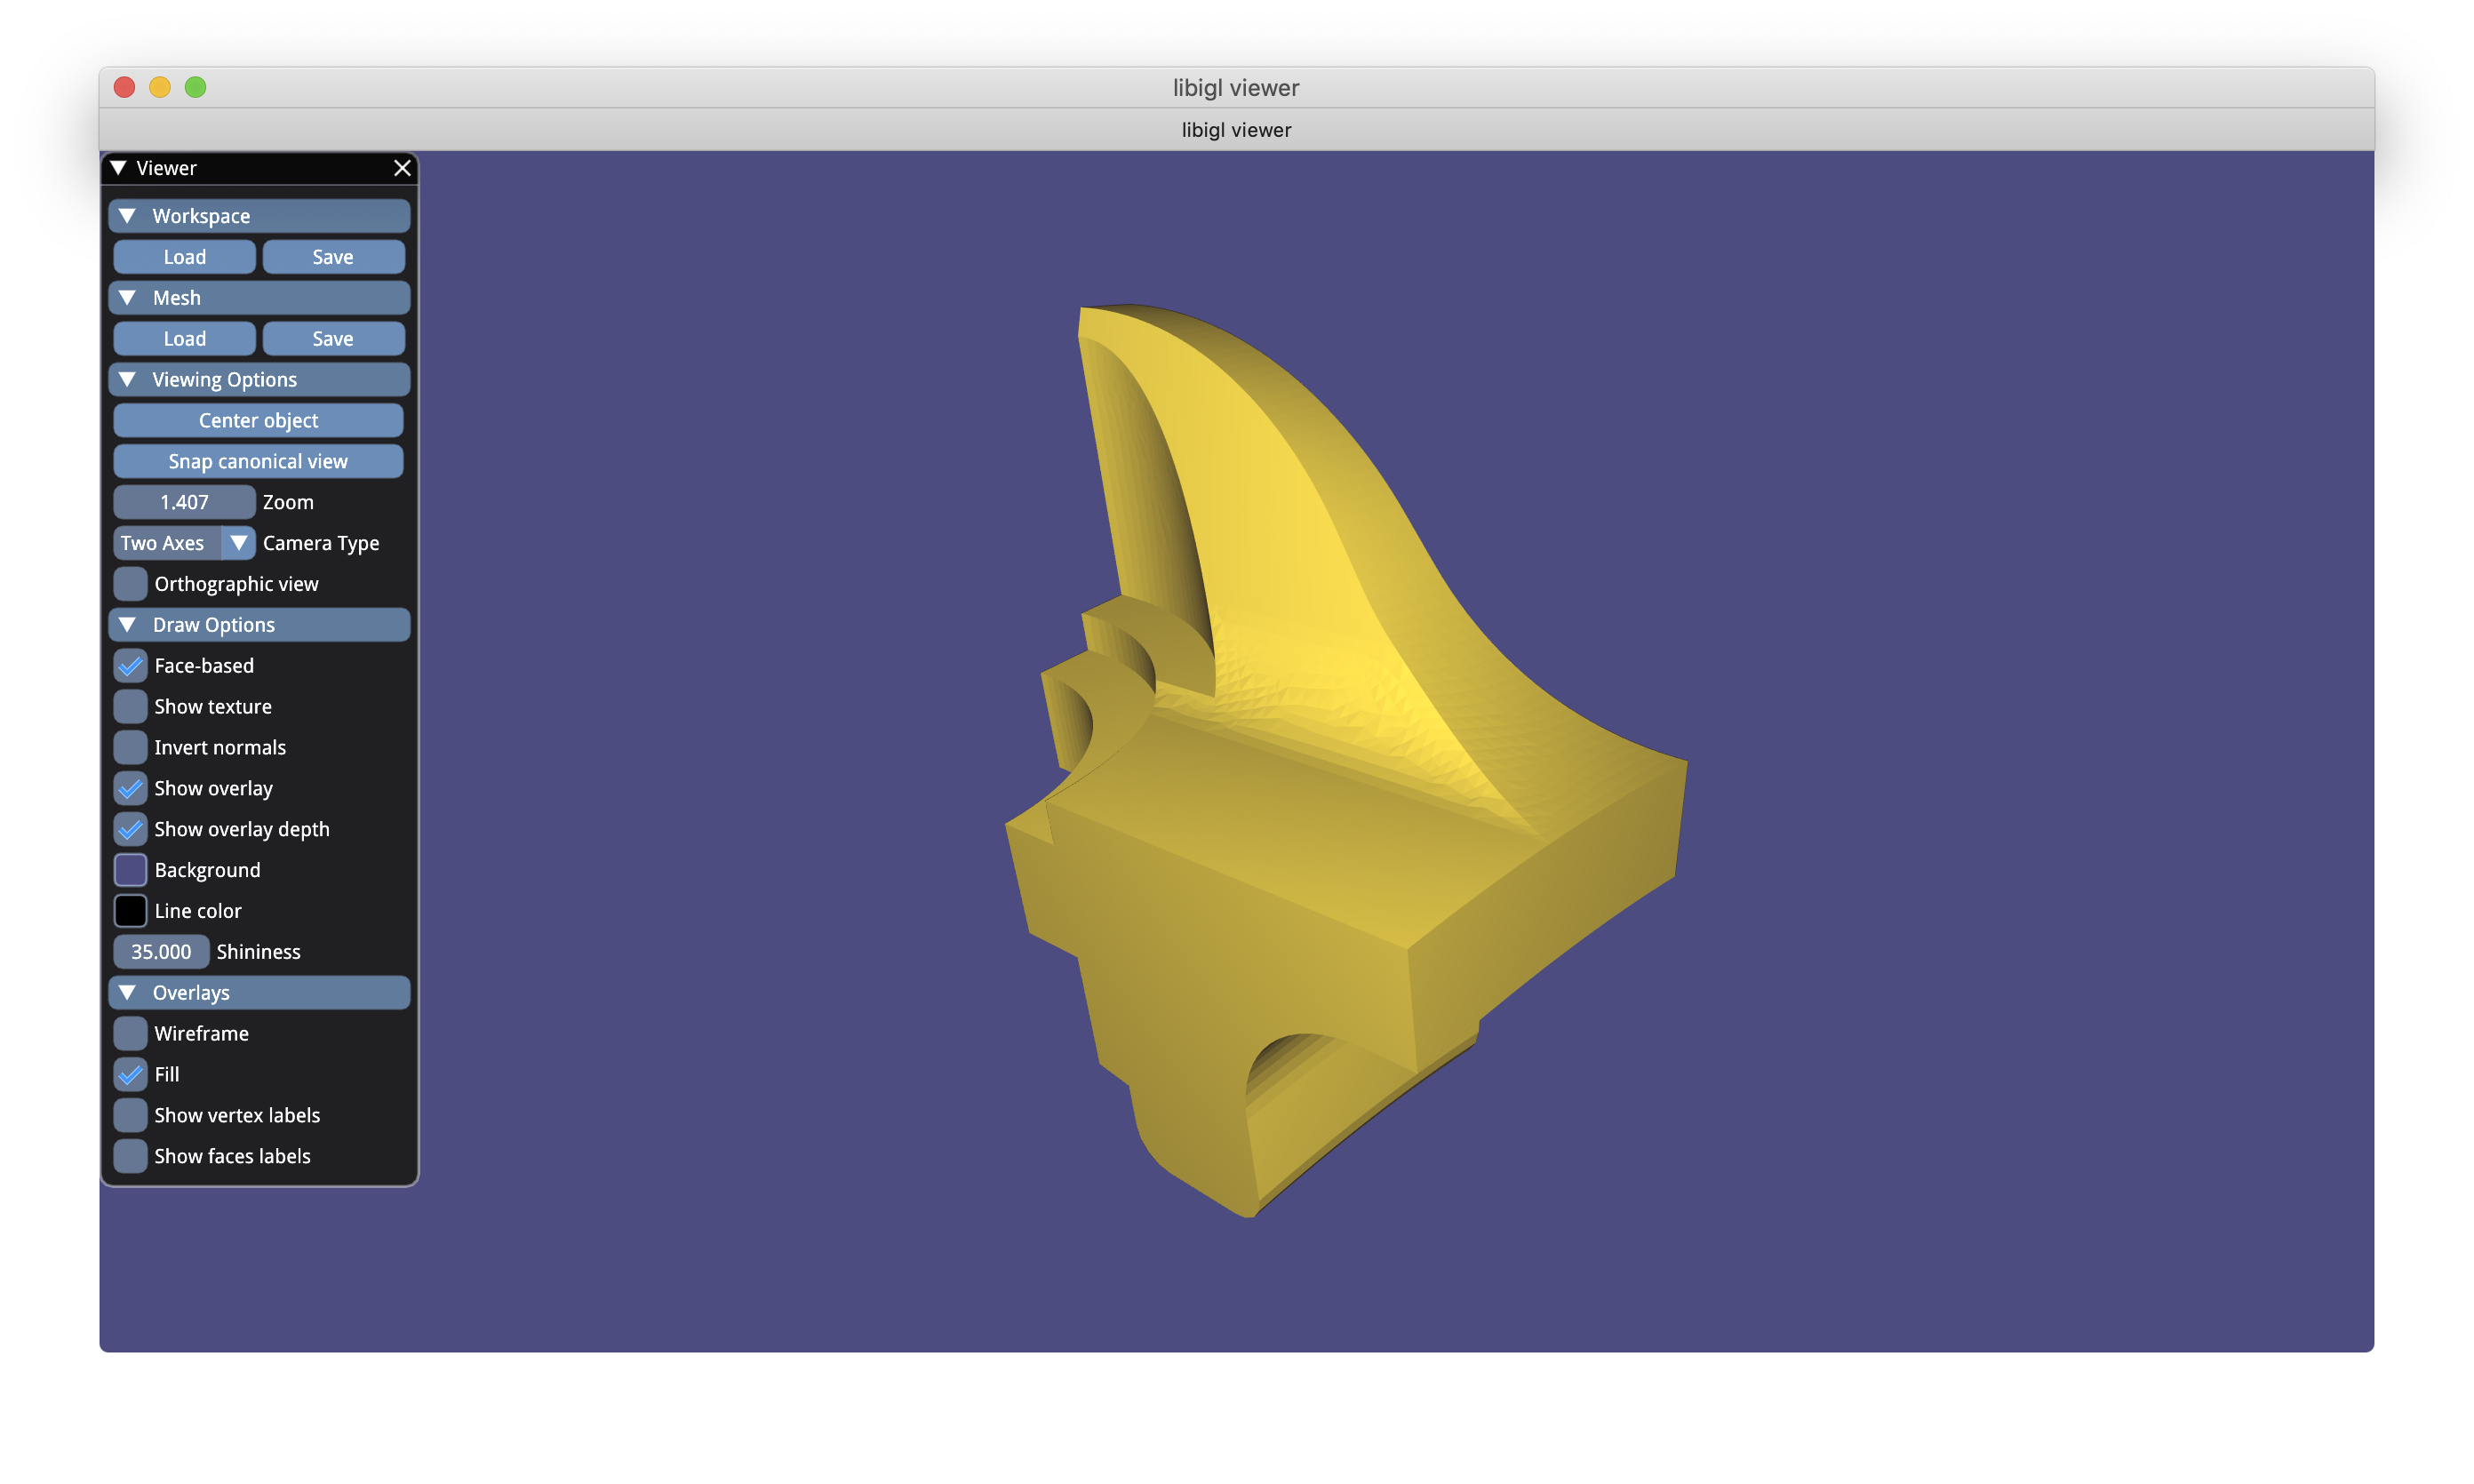 libigl viewer
libigl viewer
Viewer
Workspace
Load Save
Mesh
Load Save
Viewing Options
Center object
Snap canonical view
1.407 Zoom
Two Axes Camera Type
Orthographic view
Draw Options
Face-based
Show texture
Invert normals
Show overlay
Show overlay depth
Background
Line color
35.000 Shininess
Overlays
Wireframe
Fill
Show vertex labels
Show faces labels